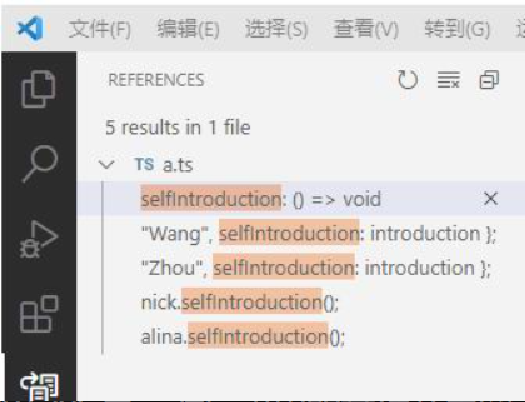 文件(F) 编辑(E) 选择(S) 查看(V) 转到(G)
REFERENCES
5 results in 1 file
TS a.ts
selfIntroduction: () => void
"Wang", selfIntroduction: introduction };
"Zhou", selfIntroduction: introduction };
nick.selfIntroduction();
alina.selfIntroduction();